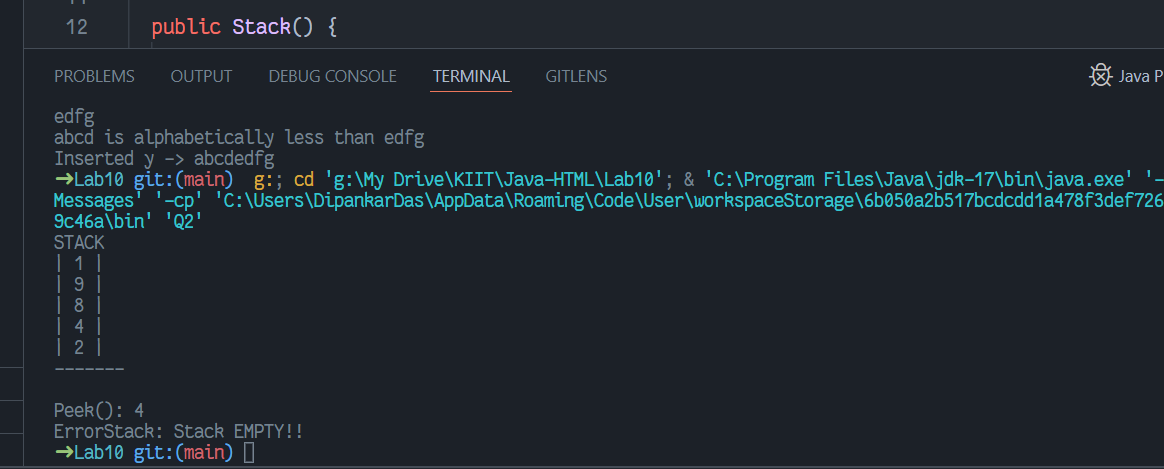 12 public Stack() {
PROBLEMS OUTPUT DEBUG CONSOLE TERMINAL GITLENS Java P
edfg
abcd is alphabetically less than edfg
Inserted y -> abcdedfg
→Lab10 git:(main) g:; cd 'g:\My Drive\KIIT\Java-HTML\Lab10'; & 'C:\Program Files\Java\jdk-17\bin\java.exe' '-
Messages' '-cp' 'C:\Users\DipankarDas\AppData\Roaming\Code\User\workspaceStorage\6b050a2b517bcdcdd1a478f3def726
9c46a\bin' 'Q2'
STACK
| 1 |
| 9 |
| 8 |
| 4 |
| 2 |
-------
Peek(): 4
ErrorStack: Stack EMPTY!!
→Lab10 git:(main)